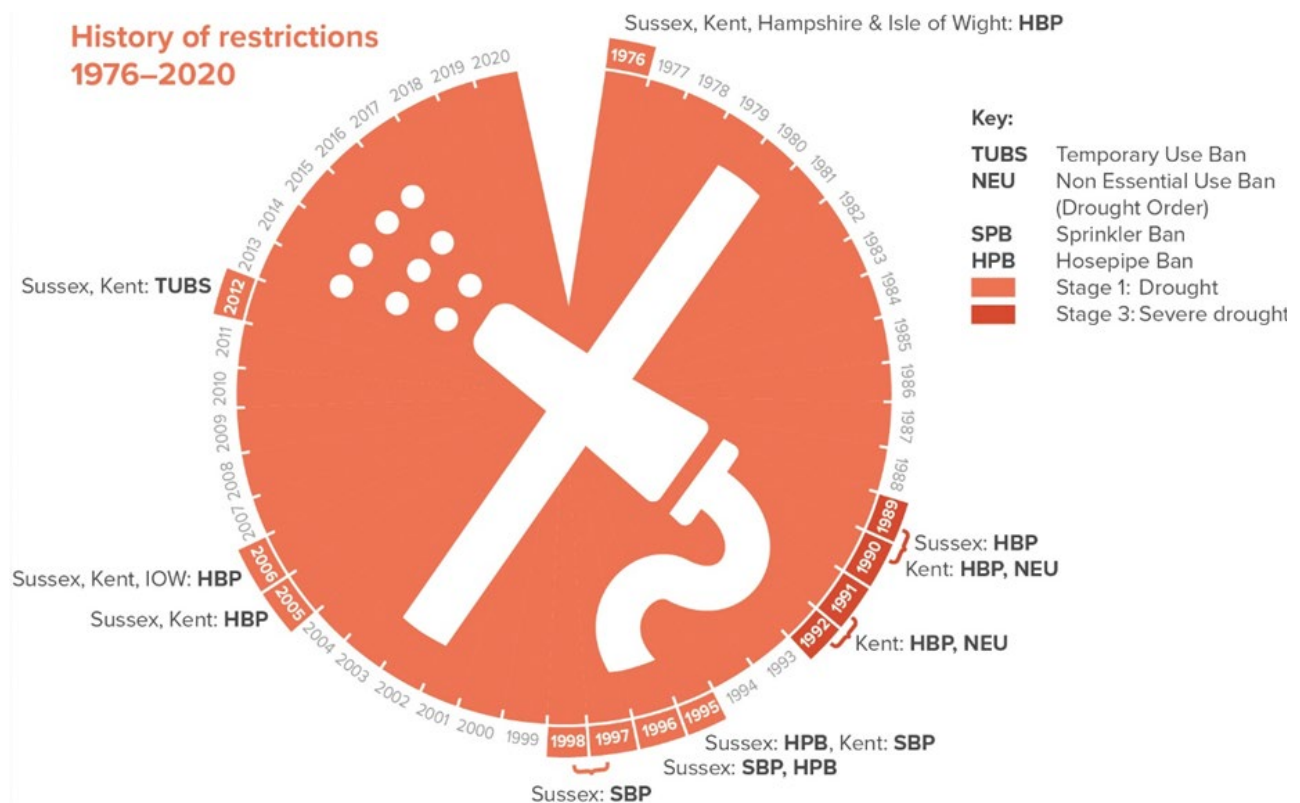 History of restrictions
1976–2020
Sussex, Kent, Hampshire & Isle of Wight: HBP
1976
1977
1978
1979
1980
1981
1982
1983
1984
1985
1986
1987
1988
1989
1990
Sussex: HBP
Kent: HBP, NEU
1991
1992
Kent: HBP, NEU
1993
1994
1995
Sussex: HPB, Kent: SBP
1996
Sussex: SBP, HPB
1997
1998
Sussex: SBP
1999
2000
2001
2002
2003
2004
2005
Sussex, Kent: HBP
2006
Sussex, Kent, IOW: HBP
2007
2008
2009
2010
2011
2012
Sussex, Kent: TUBS
2013
2014
2015
2016
2017
2018
2019
2020
Key:
TUBS Temporary Use Ban
NEU Non Essential Use Ban
(Drought Order)
SPB Sprinkler Ban
HPB Hosepipe Ban
Stage 1: Drought
Stage 3: Severe drought